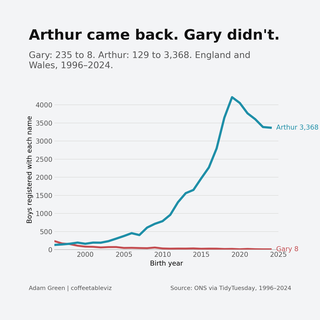 Arthur came back. Gary didn't.
Gary: 235 to 8. Arthur: 129 to 3,368. England and
Wales, 1996–2024.
Boys registered with each name
4000
3500
3000
2500
2000
1500
1000
500
0
Arthur 3,368
Gary 8
2000
2005
2010
2015
2020
2025
Birth year
Adam Green | coffeetableviz
Source: ONS via TidyTuesday, 1996–2024